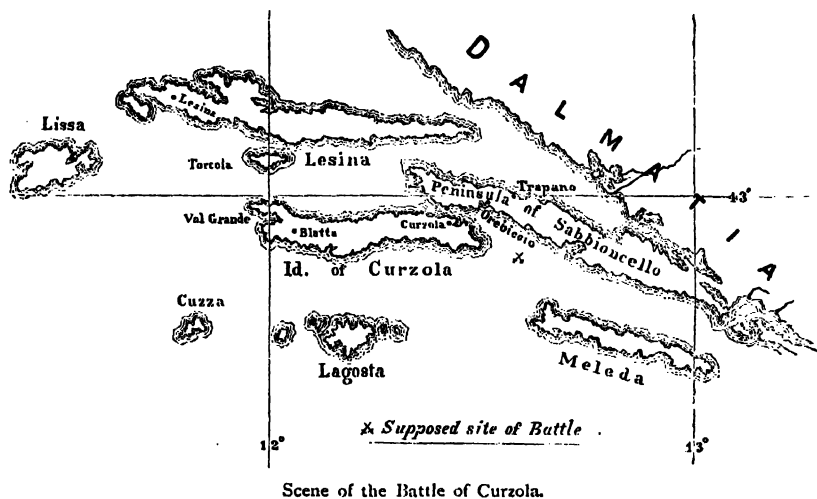 DALMATIA
Lesina
Lissa
Torcola
Lesina
Trapano
43°
Peninsula of Sabbioncello
Val Grande
Curzola
Orebiccio
Blatta
Id. of Curzola
Cuzza
Lagosta
Meleda
Supposed site of Battle .
12°
13°
Scene of the Battle of Curzola.